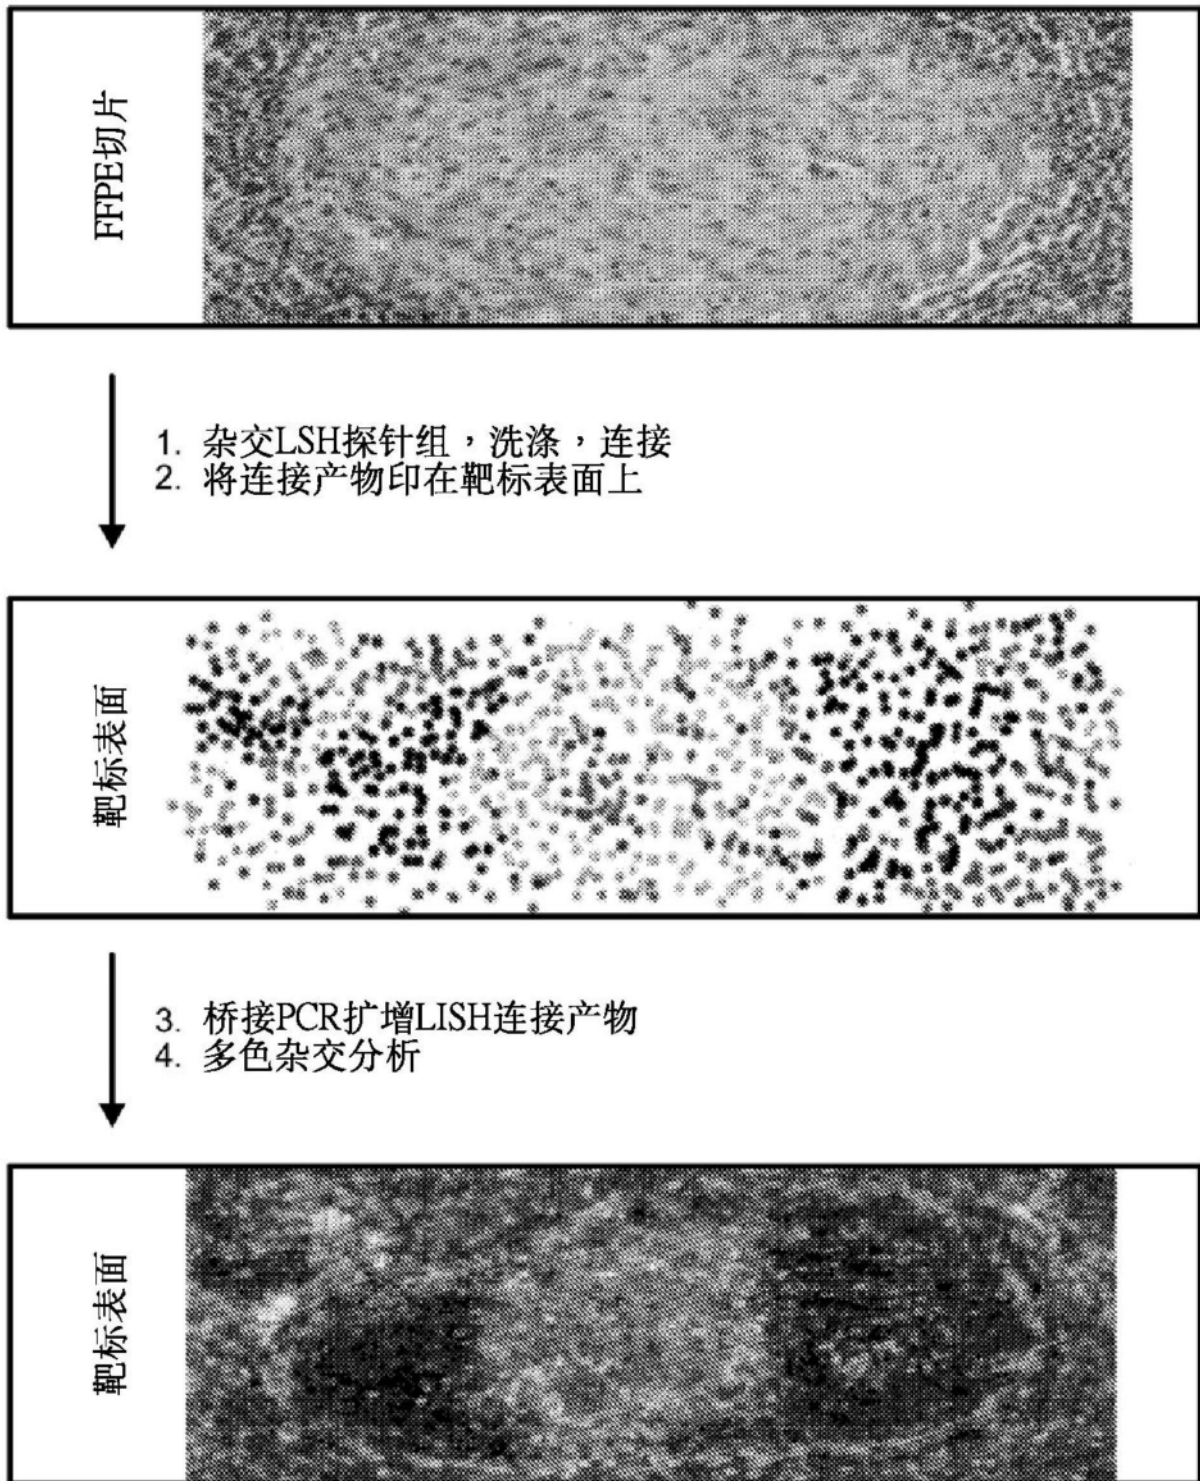 FFPE切片
1. 杂交LSH探针组，洗涤，连接
2. 将连接产物印在靶标表面上
靶标表面
3. 桥接PCR扩增LISH连接产物
4. 多色杂交分析
靶标表面